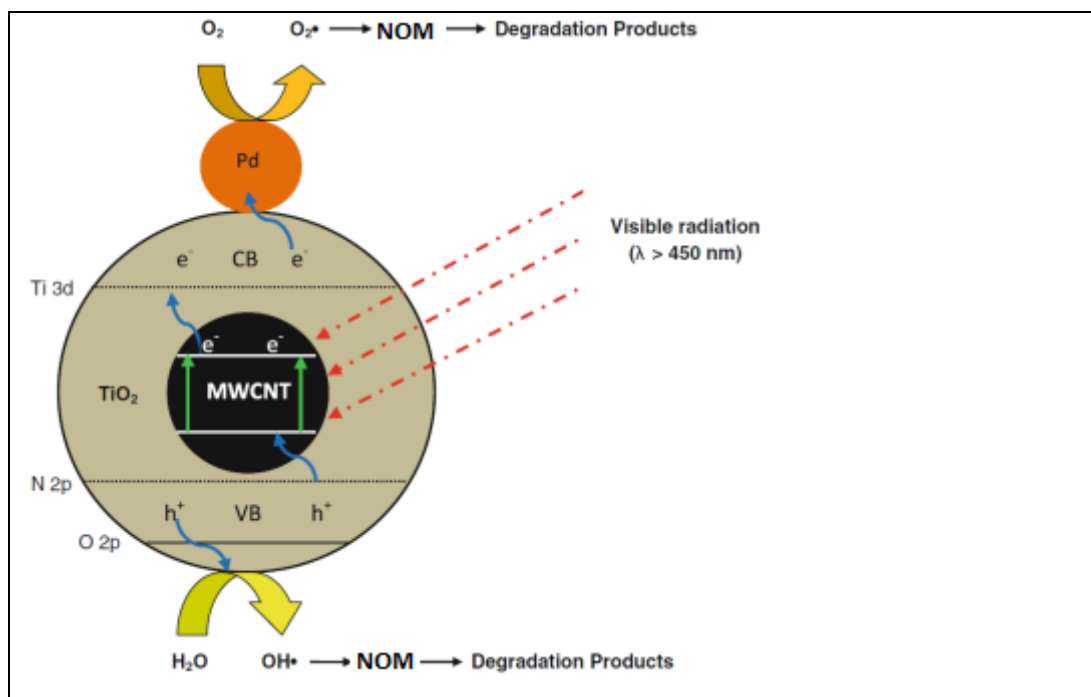 O₂ O₂• → NOM → Degradation Products
Pd
Visible radiation
(λ > 450 nm)
e⁻ CB e⁻
Ti 3d
e⁻ e⁻
TiO₂ MWCNT
N 2p
h⁺ VB h⁺
O 2p
H₂O OH• → NOM → Degradation Products